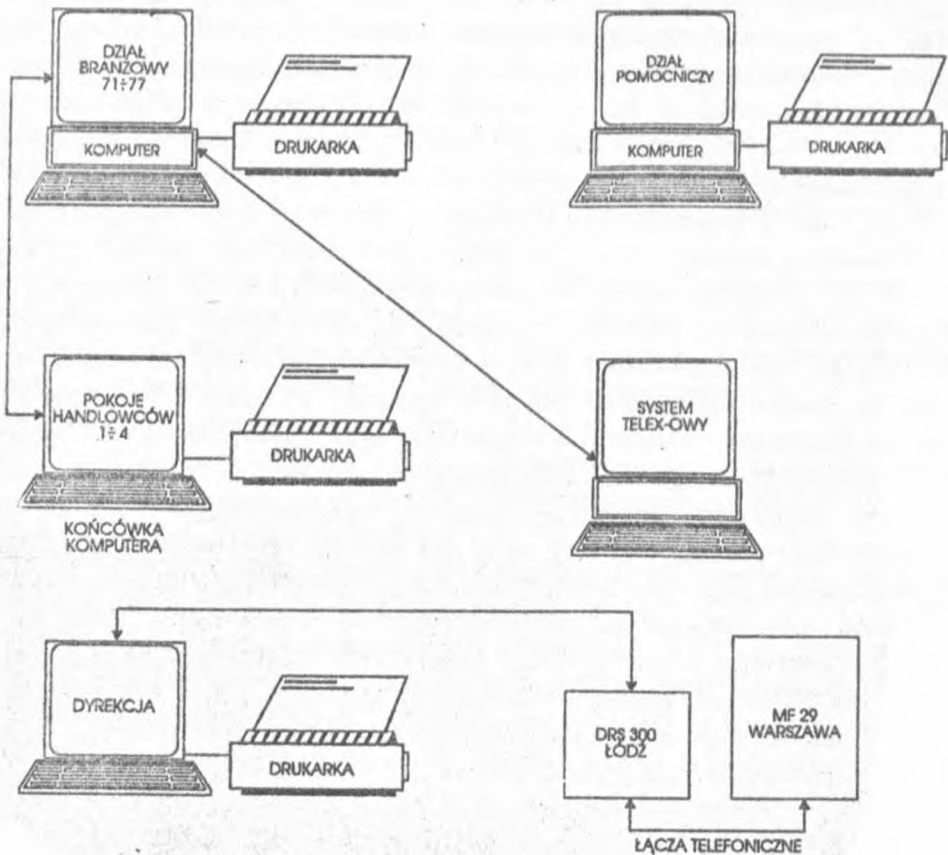 DZIAŁ
BRANŻOWY
71÷77
KOMPUTER
DRUKARKA
DZIAŁ
POMOCNICZY
KOMPUTER
DRUKARKA
POKOJE
HANDLOWCÓW
1÷4
DRUKARKA
KOŃCÓWKA
KOMPUTERA
SYSTEM
TELEX-OWY
DYREKCJA
DRUKARKA
DRS 300
ŁÓDŹ
MF 29
WARSZAWA
ŁĄCZA TELEFONICZNE